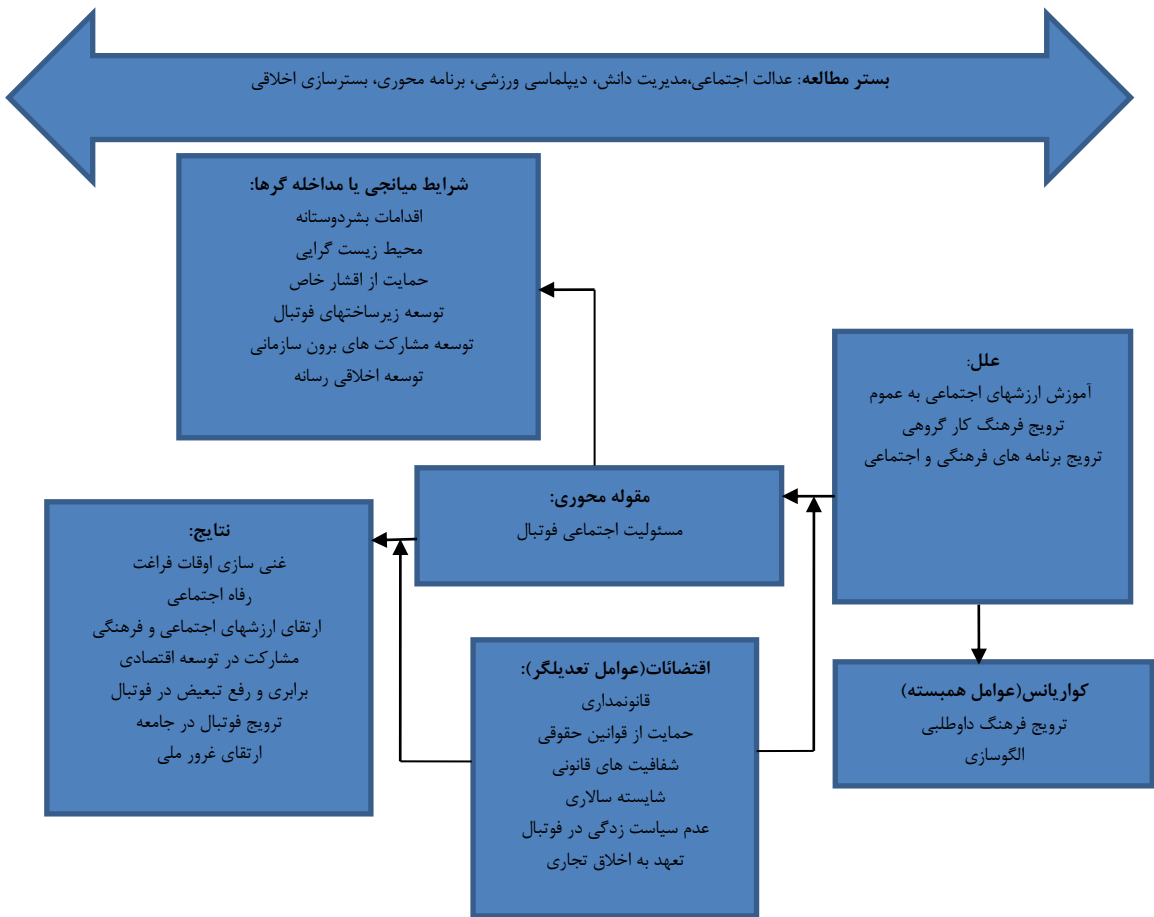 بستر مطالعه: عدالت اجتماعی،مدیریت دانش، دیپلماسی ورزشی، برنامه محوری، بسترسازی اخلاقی
شرایط میانجی یا مداخله گرها:
اقدامات بشردوستانه
محیط زیست گرایی
حمایت از اقشار خاص
توسعه زیرساختهای فوتبال
توسعه مشارکت های برون سازمانی
توسعه اخلاقی رسانه
علل:
آموزش ارزشهای اجتماعی به عموم
ترویج فرهنگ کار گروهی
ترویج برنامه های فرهنگی و اجتماعی
مقوله محوری:
مسئولیت اجتماعی فوتبال
نتایج:
غنی سازی اوقات فراغت
رفاه اجتماعی
ارتقای ارزشهای اجتماعی و فرهنگی
مشارکت در توسعه اقتصادی
برابری و رفع تبعیض در فوتبال
ترویج فوتبال در جامعه
ارتقای غرور ملی
اقتضائات(عوامل تعدیلگر):
قانونمداری
حمایت از قوانین حقوقی
شفافیت های قانونی
شایسته سالاری
عدم سیاست زدگی در فوتبال
تعهد به اخلاق تجاری
کواریانس(عوامل همبسته)
ترویج فرهنگ داوطلبی
الگوسازی